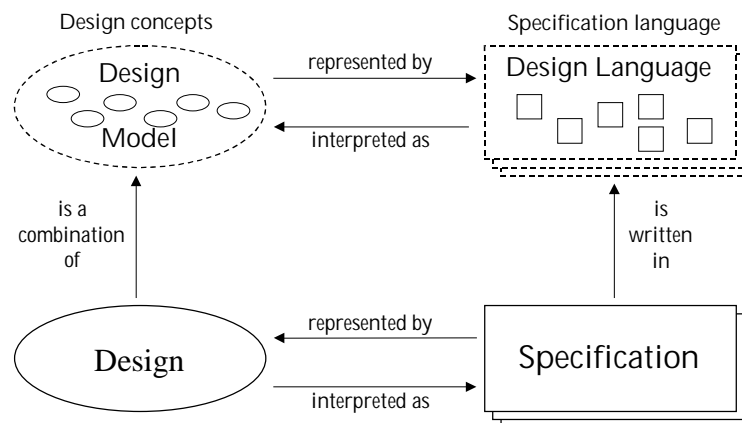 Design concepts
Specification language
Design
Model
represented by
interpreted as
Design Language
is a
combination
of
is
written
in
Design
represented by
interpreted as
Specification